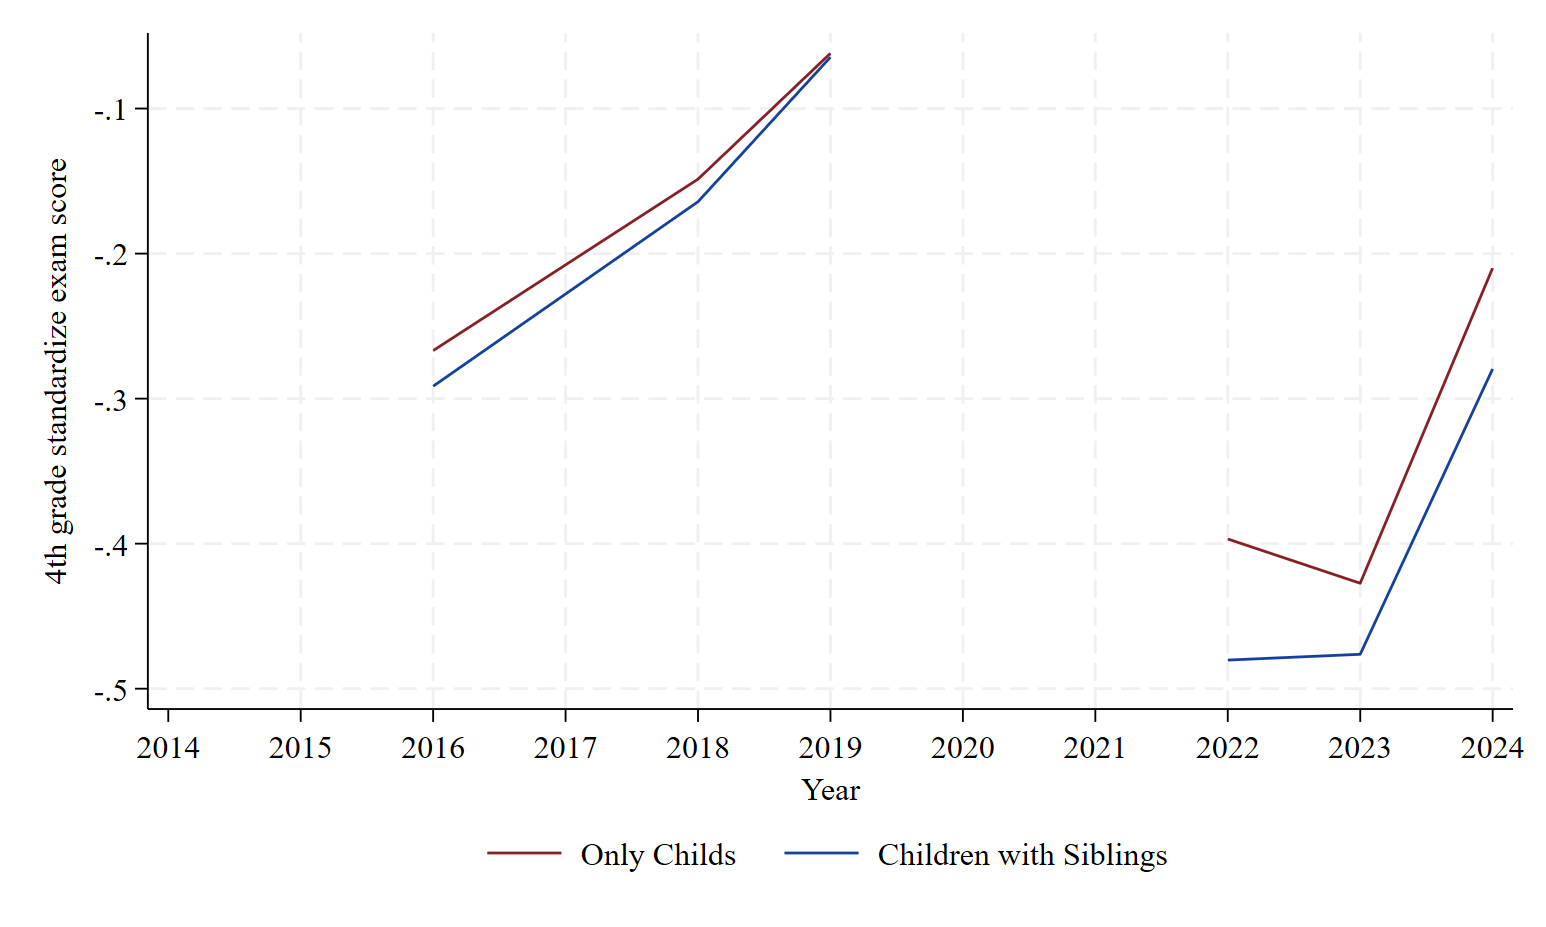 4th grade standardize exam score
-.1
-.2
-.3
-.4
-.5
2014 2015 2016 2017 2018 2019 2020 2021 2022 2023 2024
Year
Only Childs Children with Siblings